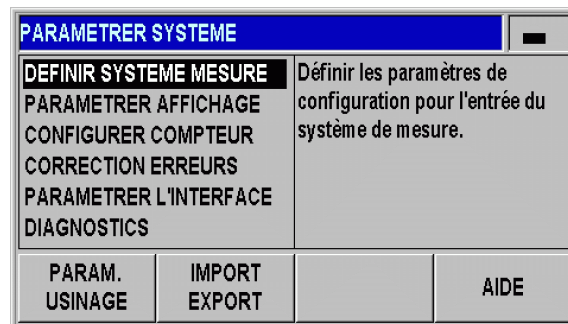 PARAMETRER SYSTEME
DEFINIR SYSTEME MESURE
PARAMETRER AFFICHAGE
CONFIGURER COMPTEUR
CORRECTION ERREURS
PARAMETRER L'INTERFACE
DIAGNOSTICS
Définir les paramètres de
configuration pour l'entrée du
système de mesure.
PARAM.
USINAGE
IMPORT
EXPORT
AIDE